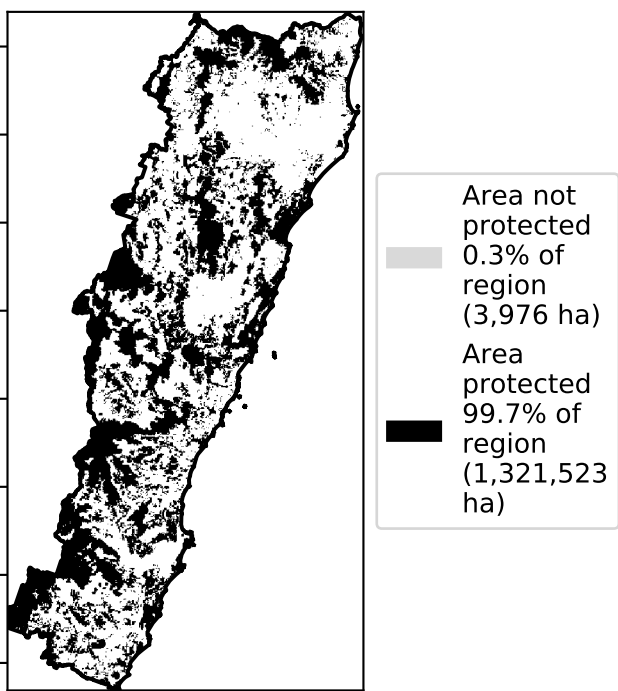 Area not
protected
0.3% of
region
(3,976 ha)
Area
protected
99.7% of
region
(1,321,523
ha)